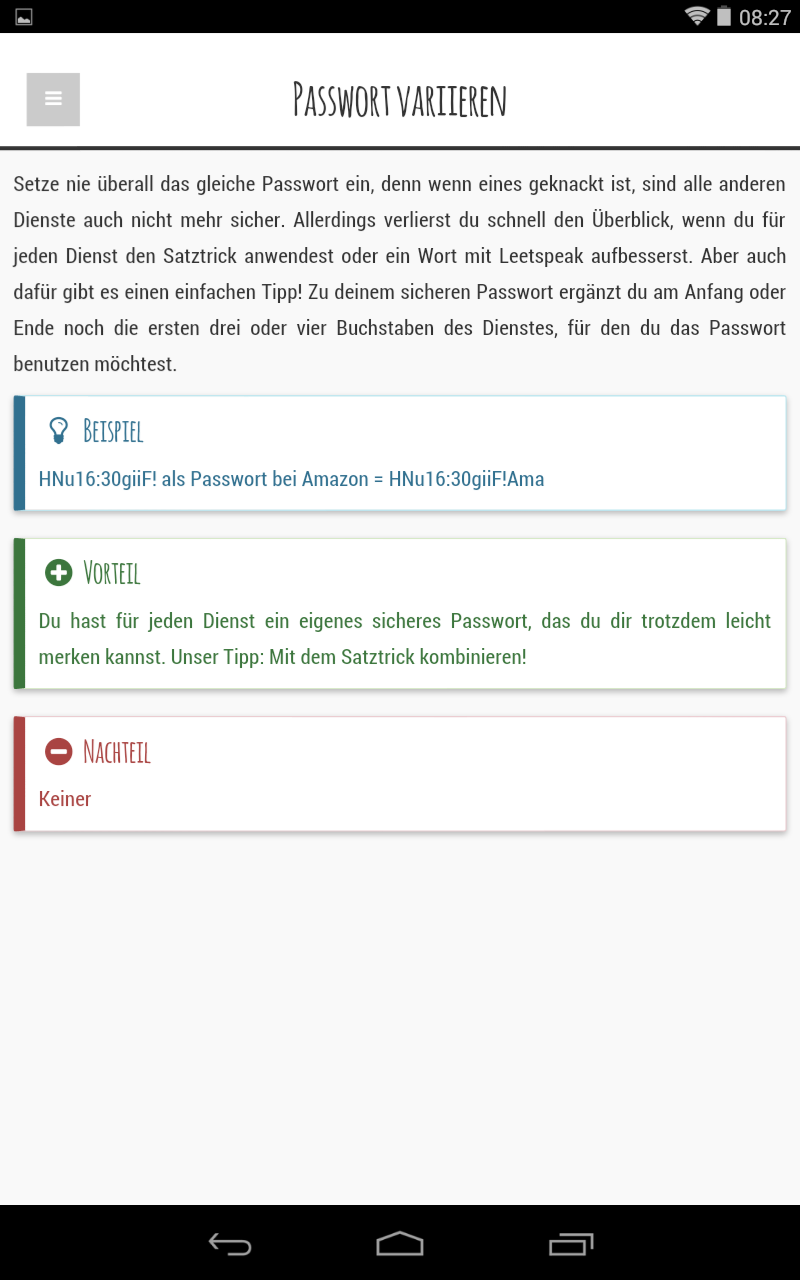 08:27
Passwort variieren
Setze nie überall das gleiche Passwort ein, denn wenn eines geknackt ist, sind alle anderen
Dienste auch nicht mehr sicher. Allerdings verlierst du schnell den Überblick, wenn du für
jeden Dienst den Satztrick anwendest oder ein Wort mit Leetspeak aufbesserst. Aber auch
dafür gibt es einen einfachen Tipp! Zu deinem sicheren Passwort ergänzt du am Anfang oder
Ende noch die ersten drei oder vier Buchstaben des Dienstes, für den du das Passwort
benutzen möchtest.
Beispiel
HNu16:30giiF! als Passwort bei Amazon = HNu16:30giiF!Ama
Vorteil
Du hast für jeden Dienst ein eigenes sicheres Passwort, das du dir trotzdem leicht
merken kannst. Unser Tipp: Mit dem Satztrick kombinieren!
Nachteil
Keiner